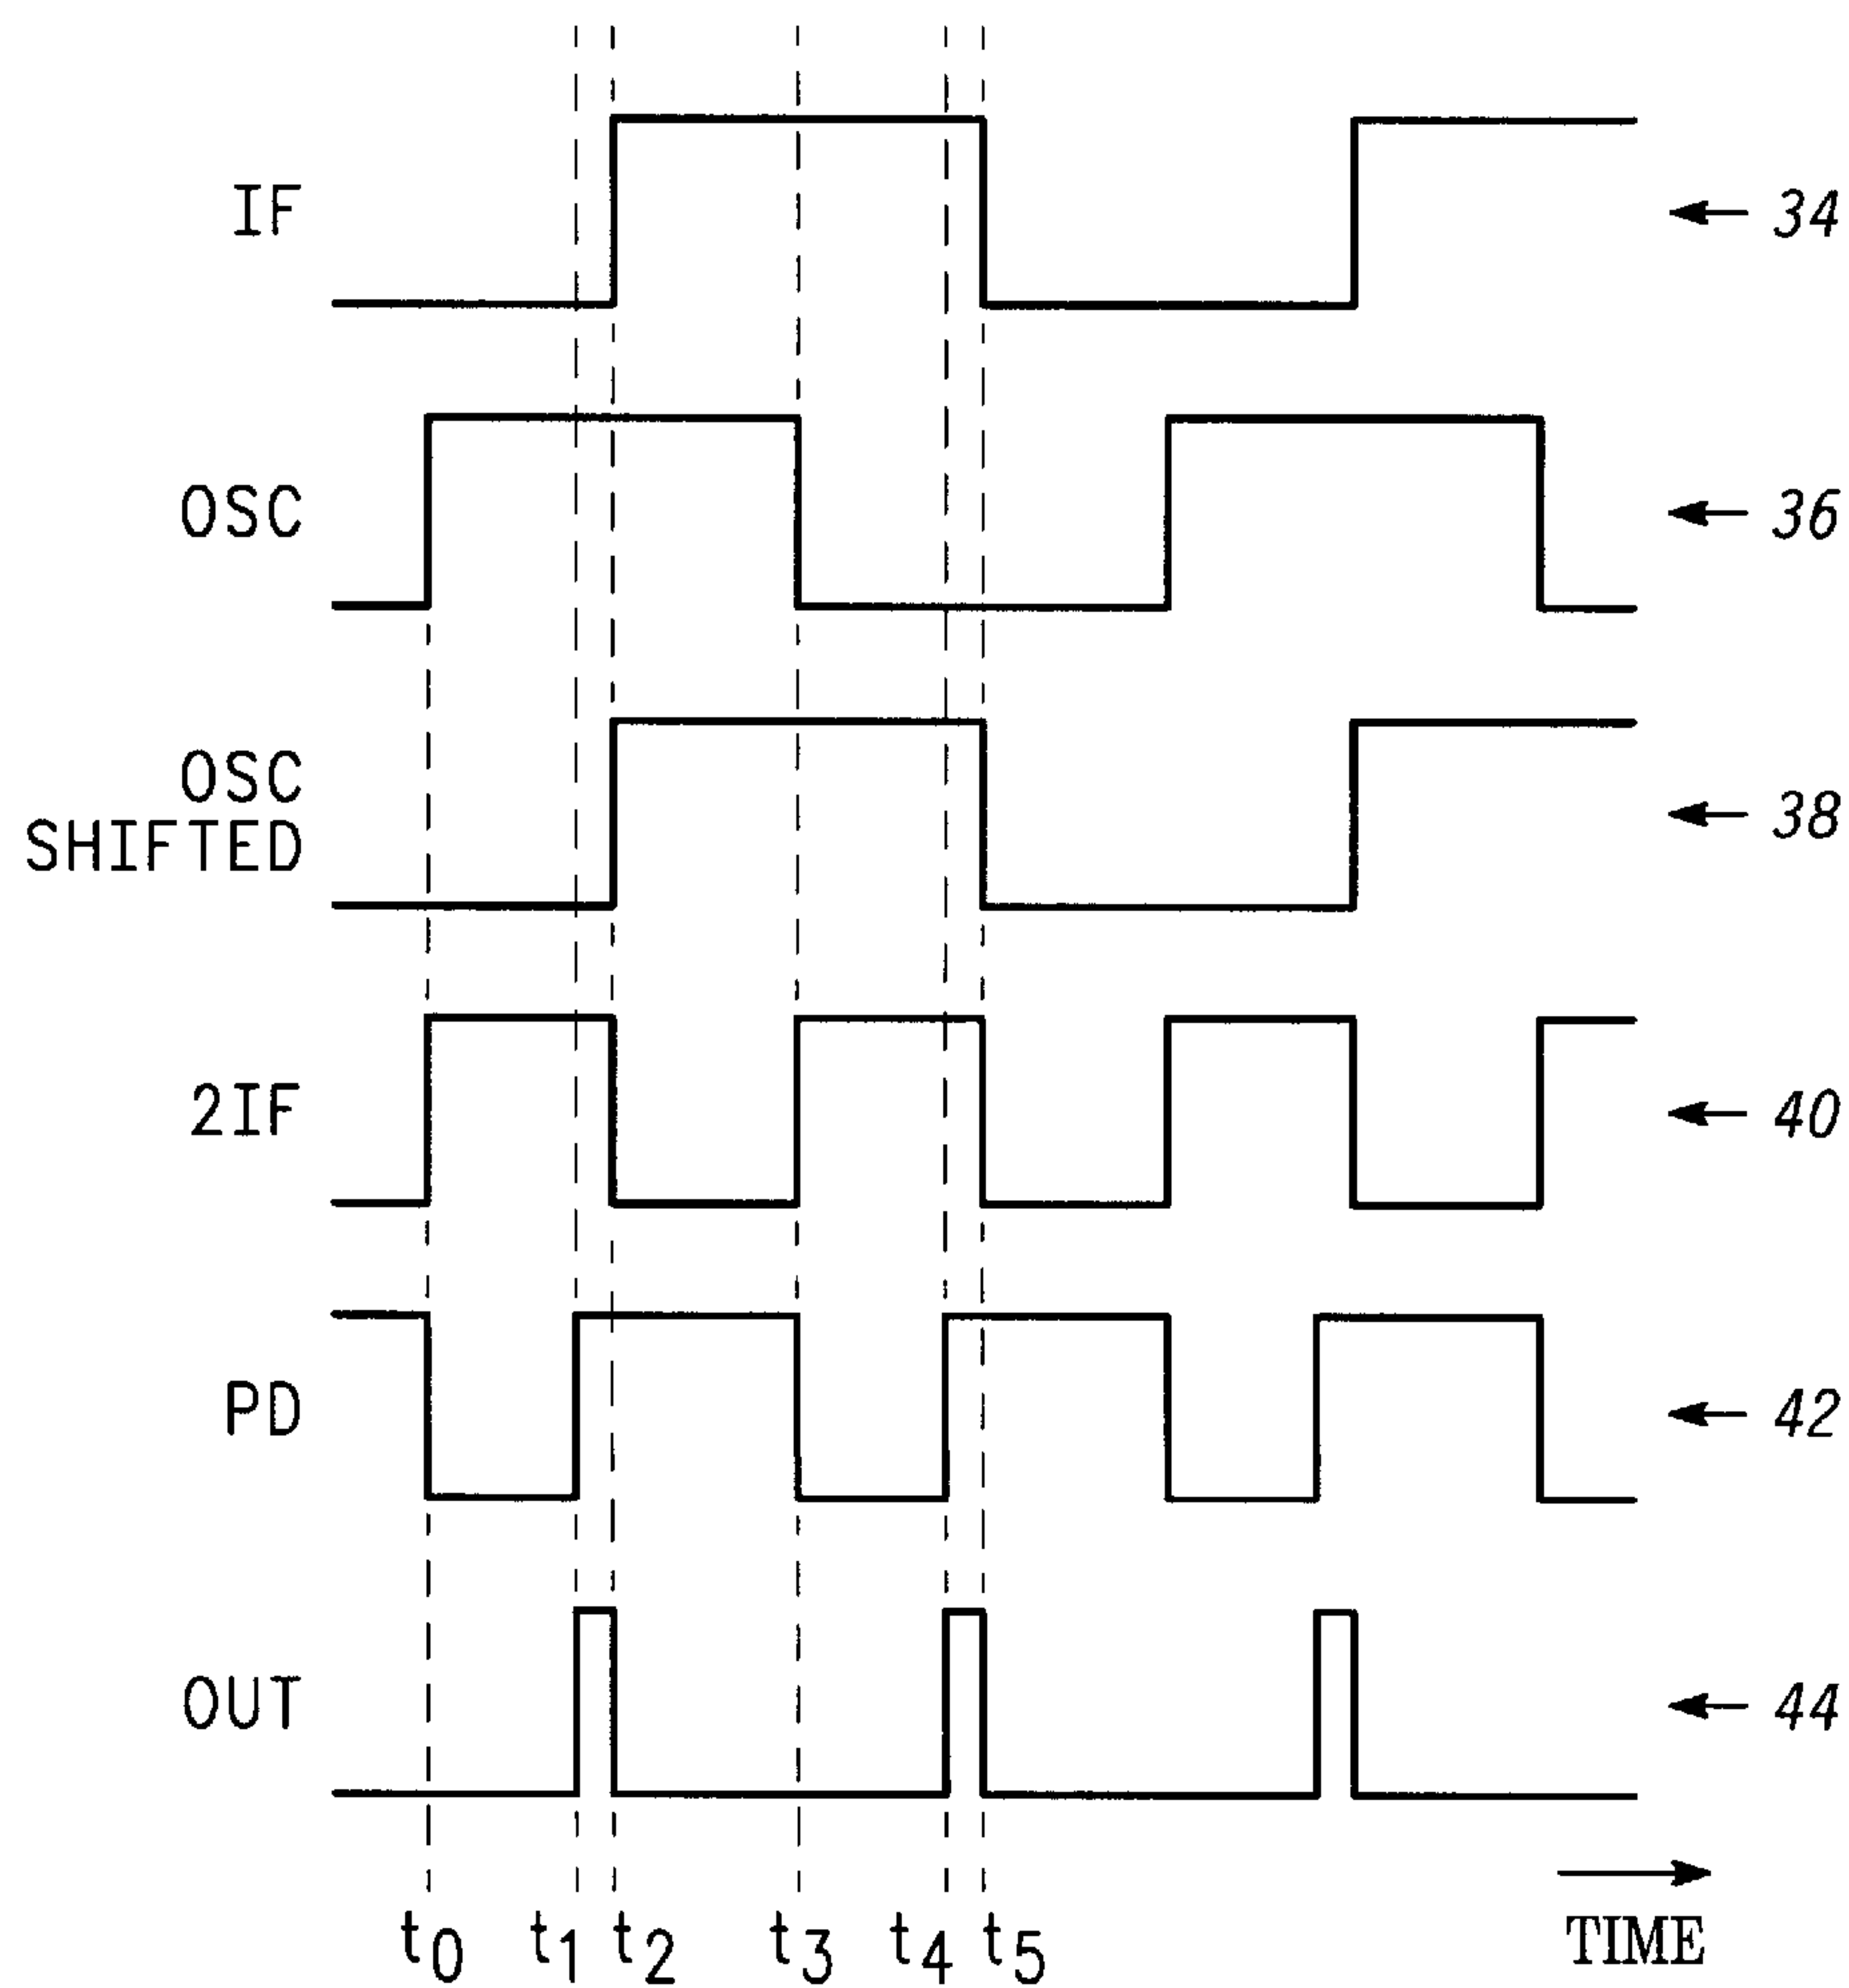 IF 34
OSC 36
OSC
SHIFTED 38
2IF 40
PD 42
OUT 44
t0 t1 t2 t3 t4 t5
TIME